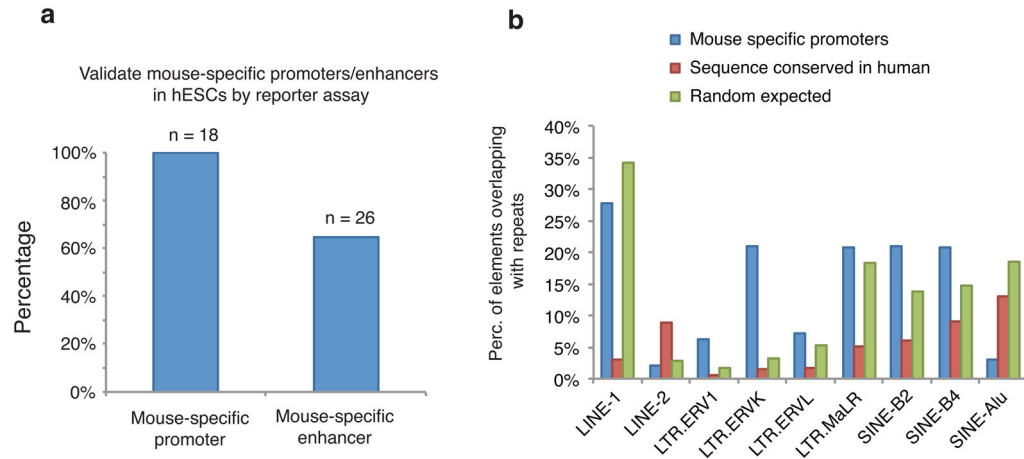 a
Validate mouse-specific promoters/enhancers
in hESCs by reporter assay
n = 18
n = 26
100%
80%
60%
40%
20%
0%
Percentage
Mouse-specific
promoter
Mouse-specific
enhancer
b
Mouse specific promoters
Sequence conserved in human
Random expected
40%
35%
30%
25%
20%
15%
10%
5%
0%
Perc. of elements overlapping
with repeats
LINE-1
LINE-2
LTR.ERV1
LTR.ERVK
LTR.ERVL
LTR.MaLR
SINE-B2
SINE-B4
SINE-Alu